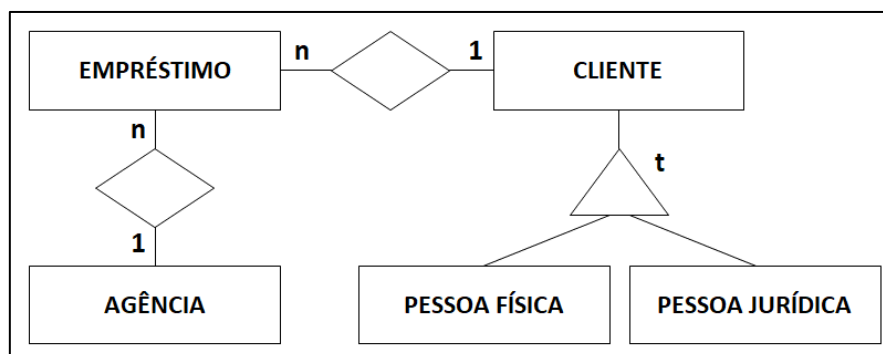 EMPRÉSTIMO n 1 CLIENTE
n t
1
AGÊNCIA PESSOA FÍSICA PESSOA JURÍDICA